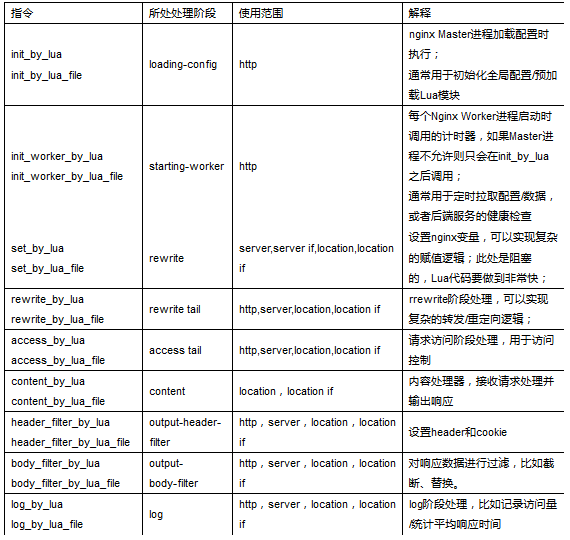 指令 所处处理阶段 使用范围 解释
init_by_lua
init_by_lua_file
loading-config
http
nginx Master进程加载配置时
执行；
通常用于初始化全局配置/预加
载Lua模块
init_worker_by_lua
init_worker_by_lua_file
starting-worker
http
每个Nginx Worker进程启动时
调用的计时器，如果Master进
程不允许则只会在init_by_lua
之后调用；
通常用于定时拉取配置/数据，
或者后端服务的健康检查
set_by_lua
set_by_lua_file
rewrite
server,server if,location,location
if
设置nginx变量，可以实现复杂
的赋值逻辑；此处是阻塞
的，Lua代码要做到非常快；
rewrite_by_lua
rewrite_by_lua_file
rewrite tail
http,server,location,location if
rrewrite阶段处理，可以实现
复杂的转发/重定向逻辑；
access_by_lua
access_by_lua_file
access tail
http,server,location,location if
请求访问阶段处理，用于访问
控制
content_by_lua
content_by_lua_file
content
location，location if
内容处理器，接收请求处理并
输出响应
header_filter_by_lua
header_filter_by_lua_file
output-header-
filter
http，server，location，location
if
设置header和cookie
body_filter_by_lua
body_filter_by_lua_file
output-
body-filter
http，server，location，location
if
对响应数据进行过滤，比如截
断、替换。
log_by_lua
log_by_lua_file
log
http，server，location，location
if
log阶段处理，比如记录访问量
/统计平均响应时间